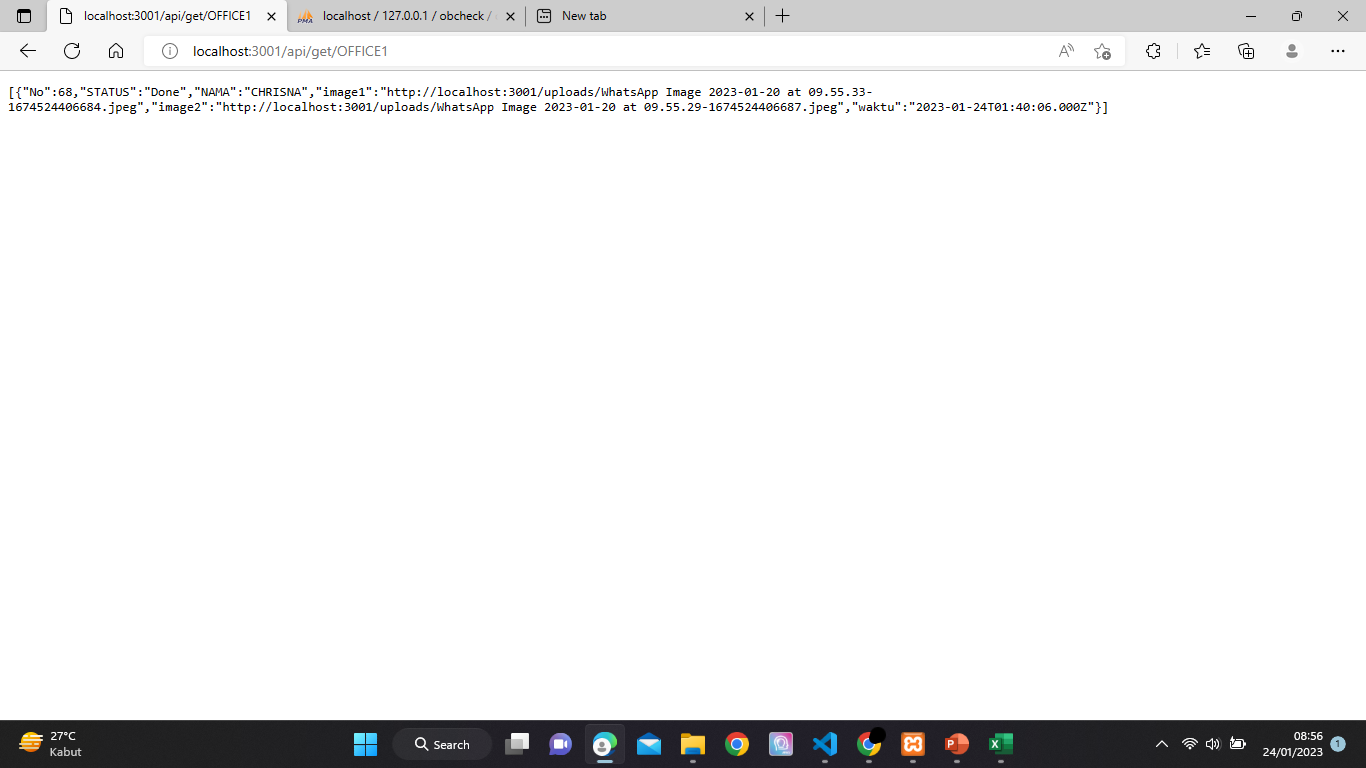 localhost:3001/api/get/OFFICE1
localhost / 127.0.0.1 / obcheck /
New tab
localhost:3001/api/get/OFFICE1
[{"No":68,"STATUS":"Done","NAMA":"CHRISNA","image1":"http://localhost:3001/uploads/WhatsApp Image 2023-01-20 at 09.55.33-
1674524406684.jpeg","image2":"http://localhost:3001/uploads/WhatsApp Image 2023-01-20 at 09.55.29-1674524406687.jpeg","waktu":"2023-01-24T01:40:06.000Z"}]
27°C
Kabut
Search
08:56
24/01/2023
1